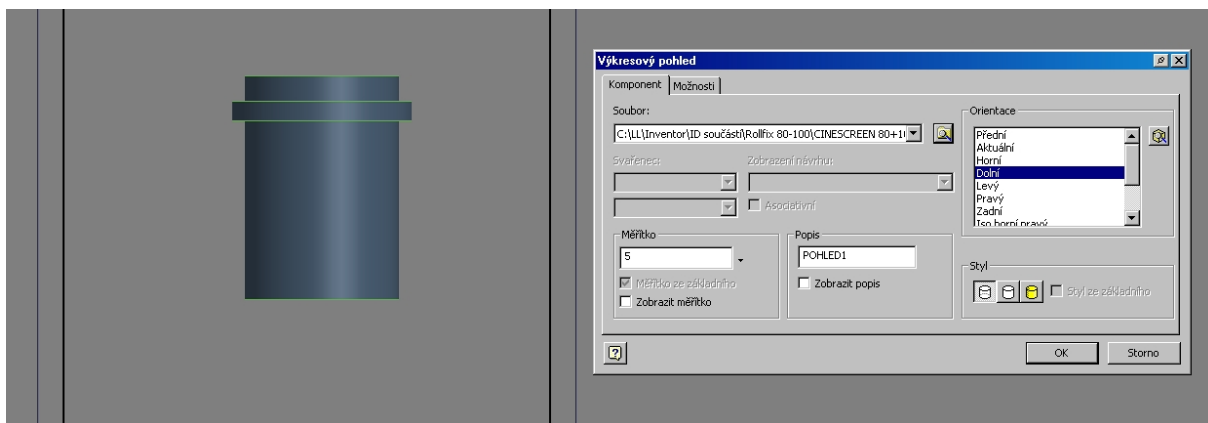 Výkresový pohled
Komponent Možnosti
Soubor:
C:\LL\Inventor\ID součástí\Rollfix 80-100\CINESCREEN 80+1
Svařenec: Zobrazení návrhu:
Asociativní
Měřítko
5
Měřítko ze základního
Zobrazit měřítko
Popis
POHLED1
Zobrazit popis
Orientace
Přední
Aktuální
Horní
Dolní
Levý
Pravý
Zadní
Iso horní pravý
Styl
Styl ze základního
OK Storno